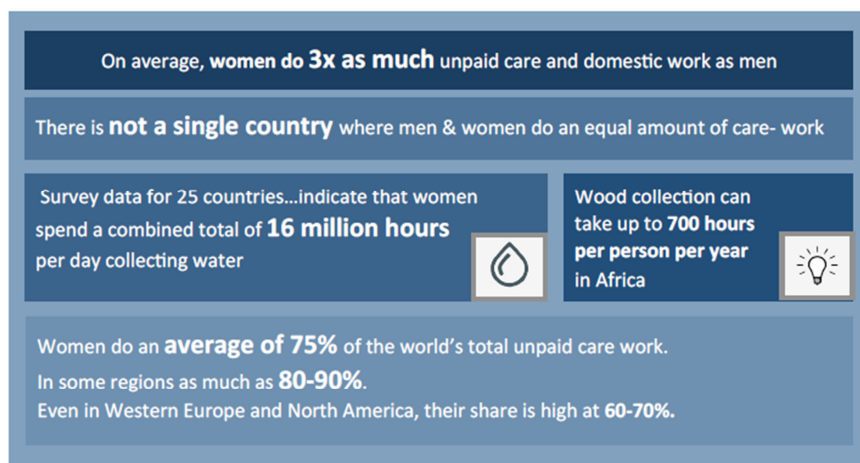 On average, women do 3x as much unpaid care and domestic work as men
There is not a single country where men & women do an equal amount of care- work
Survey data for 25 countries...indicate that women
spend a combined total of 16 million hours
per day collecting water
Wood collection can
take up to 700 hours
per person per year
in Africa
Women do an average of 75% of the world's total unpaid care work.
In some regions as much as 80-90%.
Even in Western Europe and North America, their share is high at 60-70%.